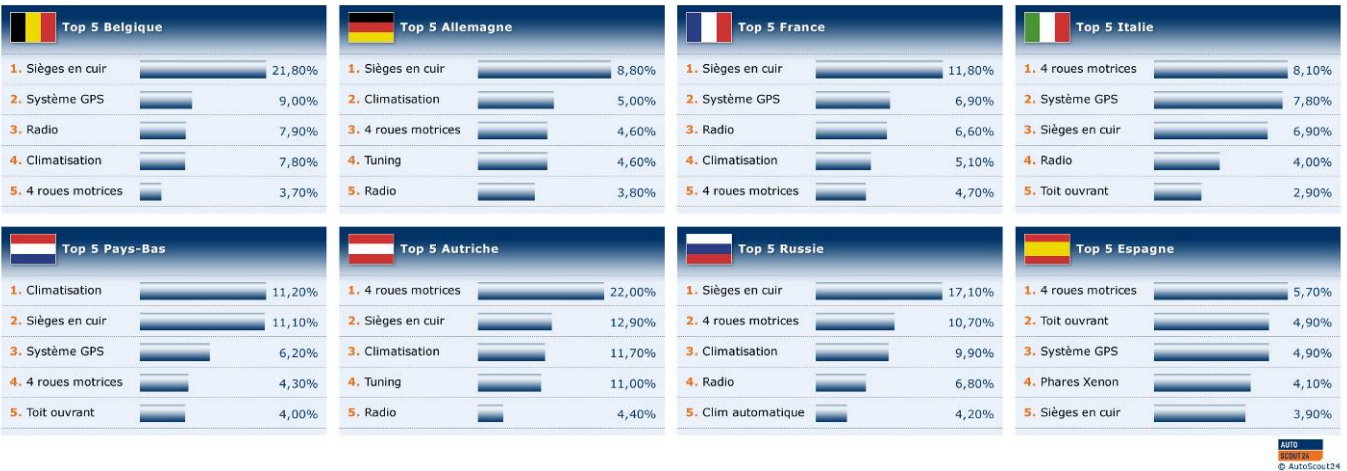 Top 5 Belgique
1. Sièges en cuir 21,80%
2. Système GPS 9,00%
3. Radio 7,90%
4. Climatisation 7,80%
5. 4 roues motrices 3,70%
Top 5 Allemagne
1. Sièges en cuir 8,80%
2. Climatisation 5,00%
3. 4 roues motrices 4,60%
4. Tuning 4,60%
5. Radio 3,80%
Top 5 France
1. Sièges en cuir 11,80%
2. Système GPS 6,90%
3. Radio 6,60%
4. Climatisation 5,10%
5. 4 roues motrices 4,70%
Top 5 Italie
1. 4 roues motrices 8,10%
2. Système GPS 7,80%
3. Sièges en cuir 6,90%
4. Radio 4,00%
5. Toit ouvrant 2,90%
Top 5 Pays-Bas
1. Climatisation 11,20%
2. Sièges en cuir 11,10%
3. Système GPS 6,20%
4. 4 roues motrices 4,30%
5. Toit ouvrant 4,00%
Top 5 Autriche
1. 4 roues motrices 22,00%
2. Sièges en cuir 12,90%
3. Climatisation 11,70%
4. Tuning 11,00%
5. Radio 4,40%
Top 5 Russie
1. Sièges en cuir 17,10%
2. 4 roues motrices 10,70%
3. Climatisation 9,90%
4. Radio 6,80%
5. Clim automatique 4,20%
Top 5 Espagne
1. 4 roues motrices 5,70%
2. Toit ouvrant 4,90%
3. Système GPS 4,90%
4. Phares Xenon 4,10%
5. Sièges en cuir 3,90%
AUTO
SCOUT24
© AutoScout24